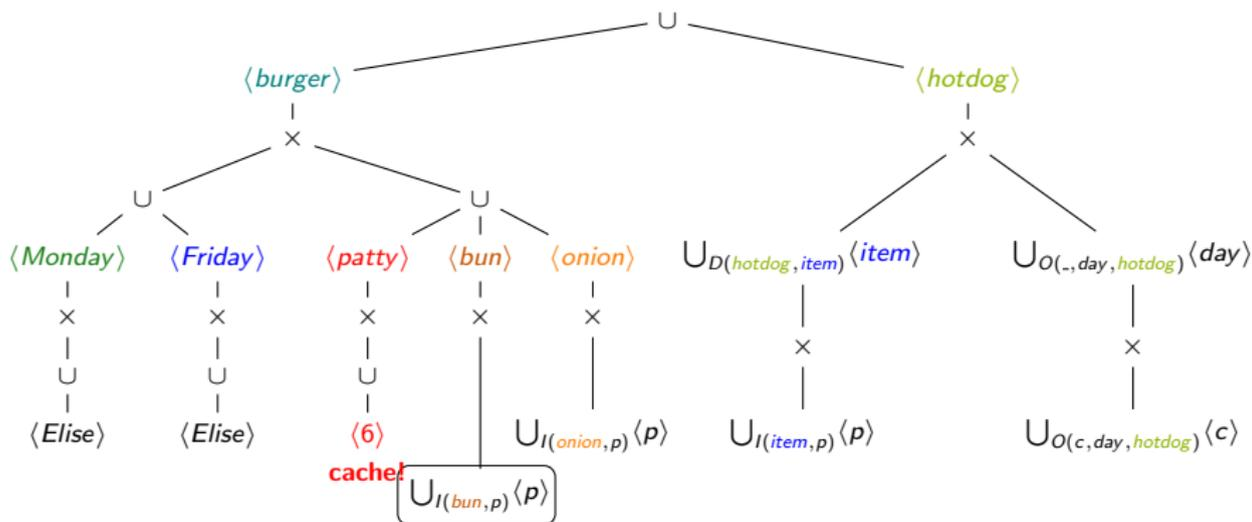 ∪
⟨burger⟩ ⟨hotdog⟩
× ×
∪ ∪
⟨Monday⟩ ⟨Friday⟩ ⟨patty⟩ ⟨bun⟩ ⟨onion⟩ ⋃D(hotdog,item)⟨item⟩ ⋃O(_,day,hotdog)⟨day⟩
× × × × ×
× ×
∪ ∪ ∪
⟨Elise⟩ ⟨Elise⟩ ⟨6⟩ ⋃I(onion,p)⟨p⟩ ⋃I(item,p)⟨p⟩ ⋃O(c,day,hotdog)⟨c⟩
cache!
⋃I(bun,p)⟨p⟩